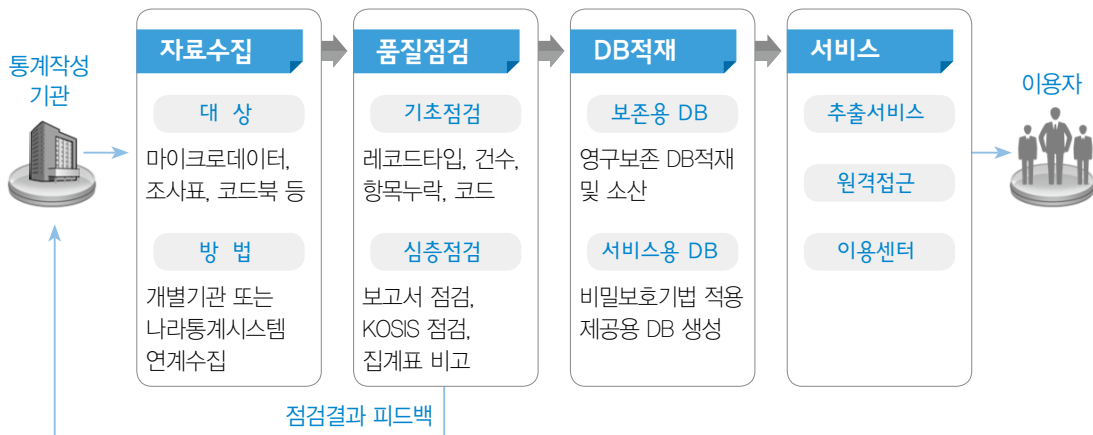 통계작성
기관
자료수집
대 상
마이크로데이터,
조사표, 코드북 등
방 법
개별기관 또는
나라통계시스템
연계수집
품질점검
기초점검
레코드타입, 건수,
항목누락, 코드
심층점검
보고서 점검,
KOSIS 점검,
집계표 비고
DB적재
보존용 DB
영구보존 DB적재
및 소산
서비스용 DB
비밀보호기법 적용
제공용 DB 생성
서비스
추출서비스
원격접근
이용센터
이용자
점검결과 피드백